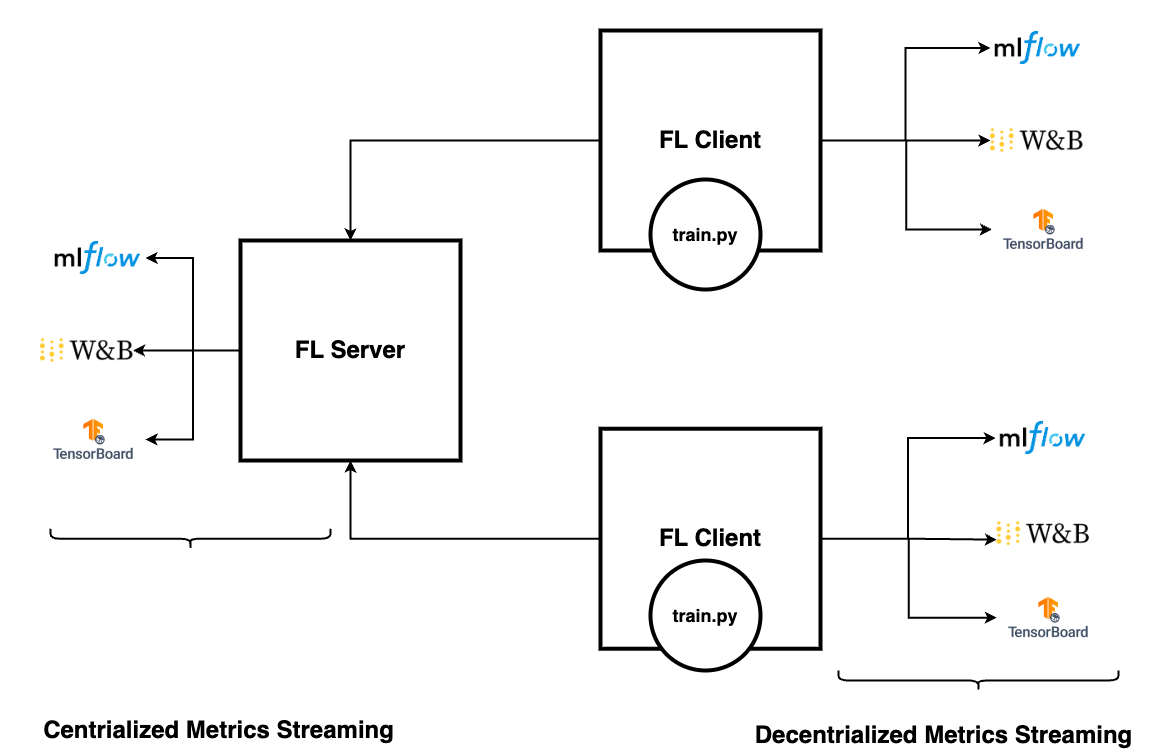 mlflow
FL Client
W&B
train.py
TensorBoard
mlflow
FL Server
W&B
TensorBoard
mlflow
FL Client
W&B
train.py
TensorBoard
Centrialized Metrics Streaming
Decentrialized Metrics Streaming